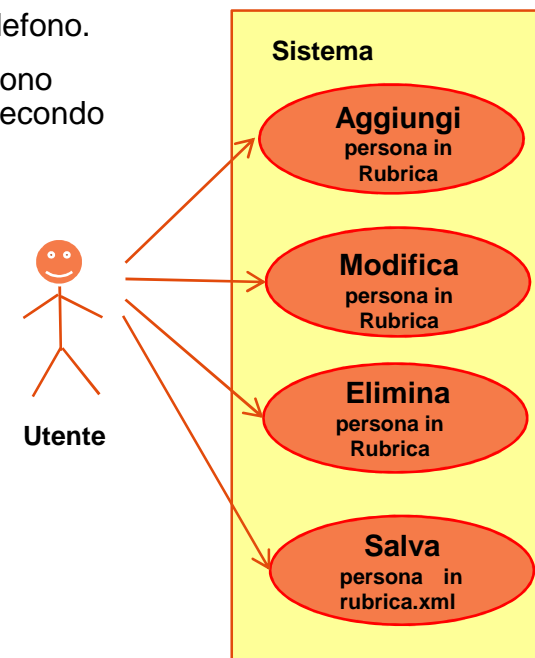 lefono.
ono
econdo
Sistema
Aggiungi
persona in
Rubrica
Modifica
persona in
Rubrica
Elimina
persona in
Rubrica
Utente
Salva
persona in
rubrica.xml